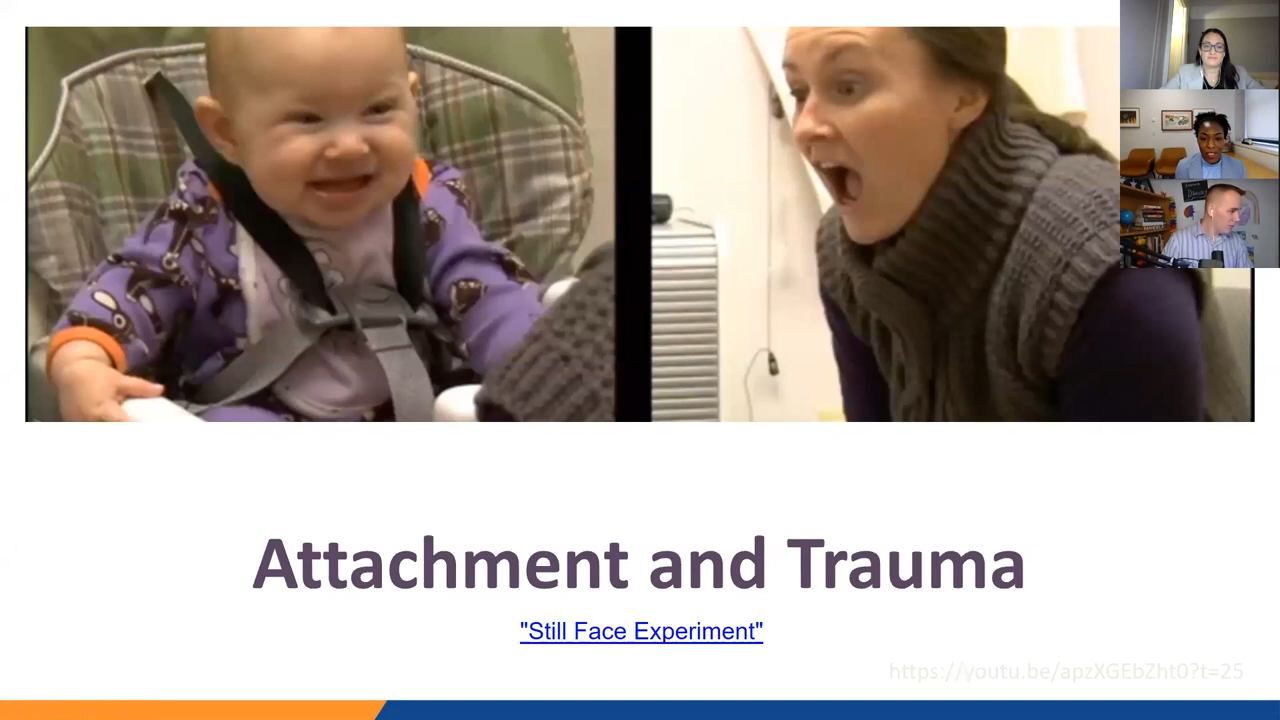 Attachment and Trauma
"Still Face Experiment"
https://youtu.be/apzXGEbZht0?t=25